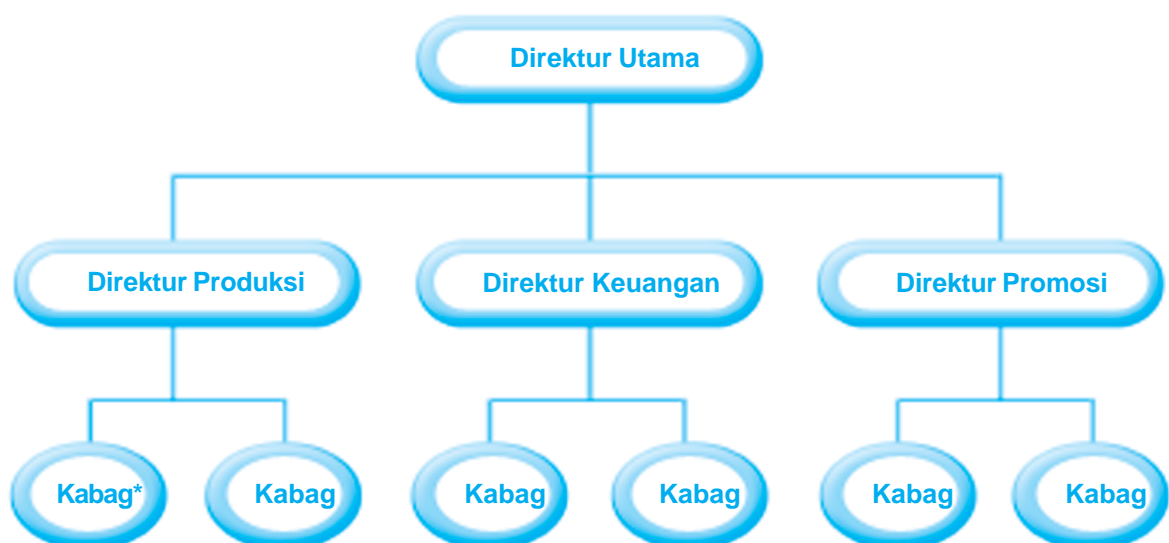 Direktur Utama
Direktur Produksi
Direktur Keuangan
Direktur Promosi
Kabag*
Kabag
Kabag
Kabag
Kabag
Kabag